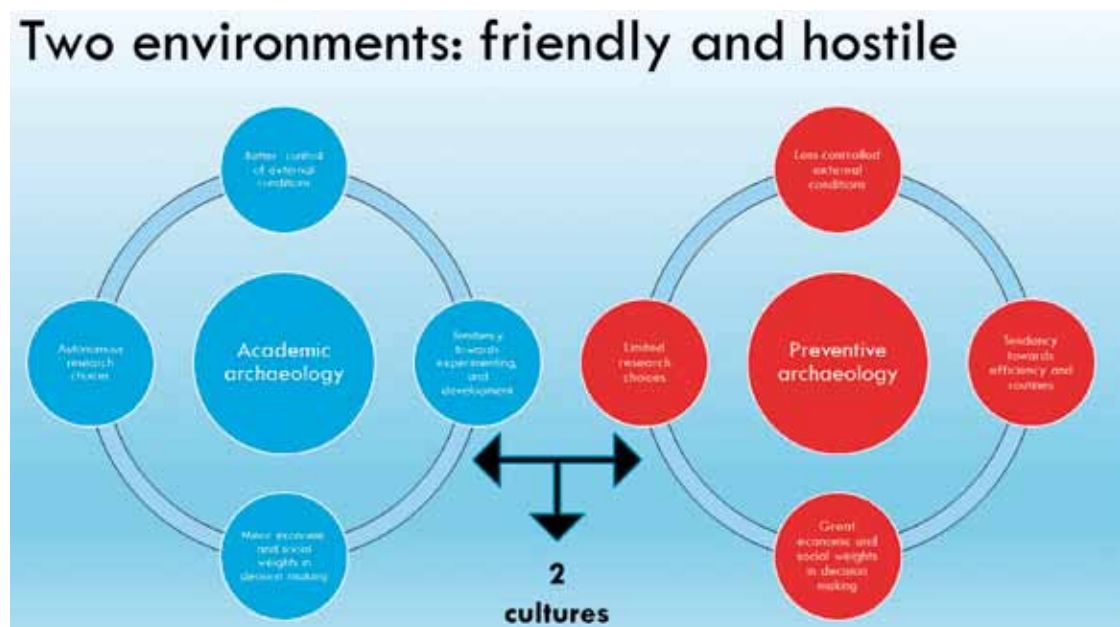 Two environments: friendly and hostile
Better control
of external
conditions
Autonomous
research
choices
Academic
archaeology
Tendency
towards
experimenting
and
development
Minor economic
and social
weights in
decision making
Less controlled
external
conditions
Limited
research
choices
Preventive
archaeology
Tendency
towards
efficiency and
routines
Great
economic and
social weights
in decision
making
2
cultures